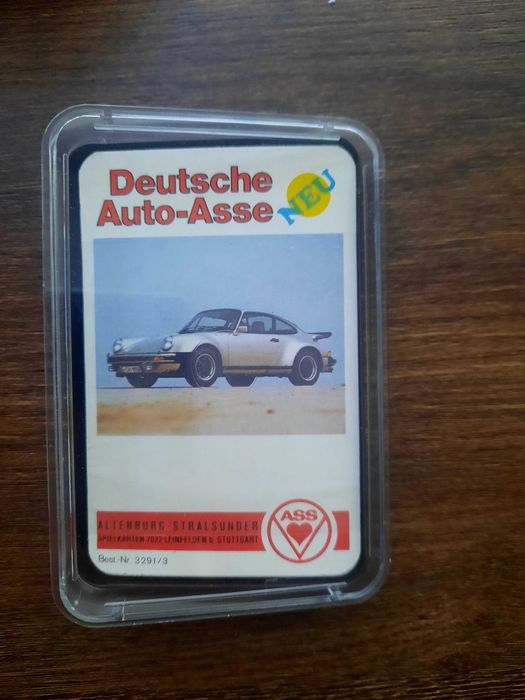 Deutsche
Auto-Asse
NEU
ALTENBURG-STRALSUNDER
SPIELKARTEN 7022 LEINFELDEN b. STUTTGART
ASS
Best.-Nr. 3291/3